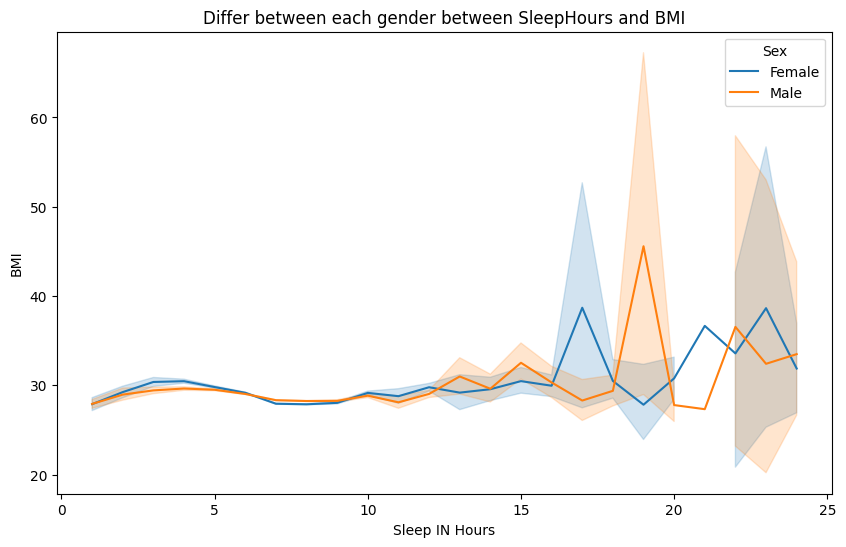 Differ between each gender between SleepHours and BMI
Sex
Female
Male
60
50
40
30
20
BMI
0
5
10
15
20
25
Sleep IN Hours